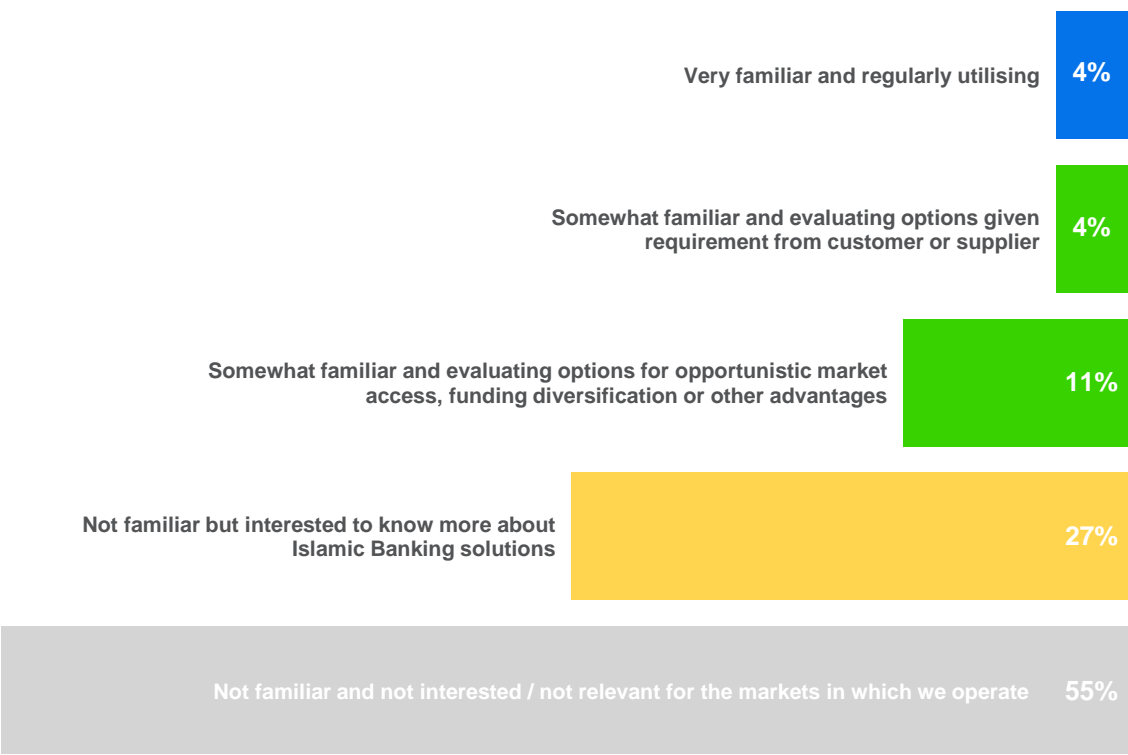 Very familiar and regularly utilising 4%
Somewhat familiar and evaluating options given
requirement from customer or supplier 4%
Somewhat familiar and evaluating options for opportunistic market
access, funding diversification or other advantages 11%
Not familiar but interested to know more about
Islamic Banking solutions 27%
Not familiar and not interested / not relevant for the markets in which we operate 55%